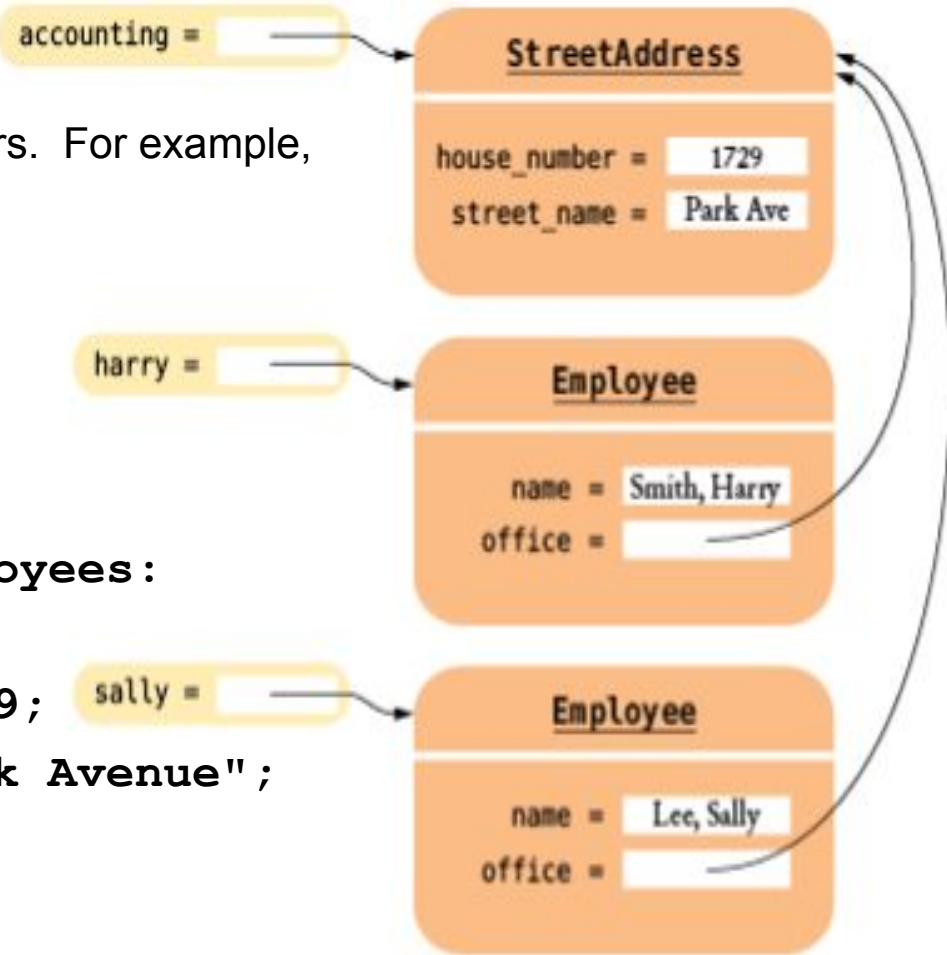 accounting =
StreetAddress
rs. For example,
house_number = 1729
street_name = Park Ave
harry =
Employee
name = Smith, Harry
office =
oyees:
9;
sally =
Employee
k Avenue";
name = Lee, Sally
office =